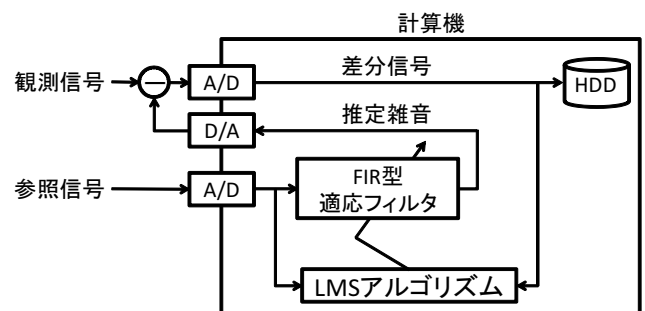 計算機
観測信号
A/D
差分信号
HDD
D/A
推定雑音
参照信号
A/D
FIR型
適応フィルタ
LMSアルゴリズム